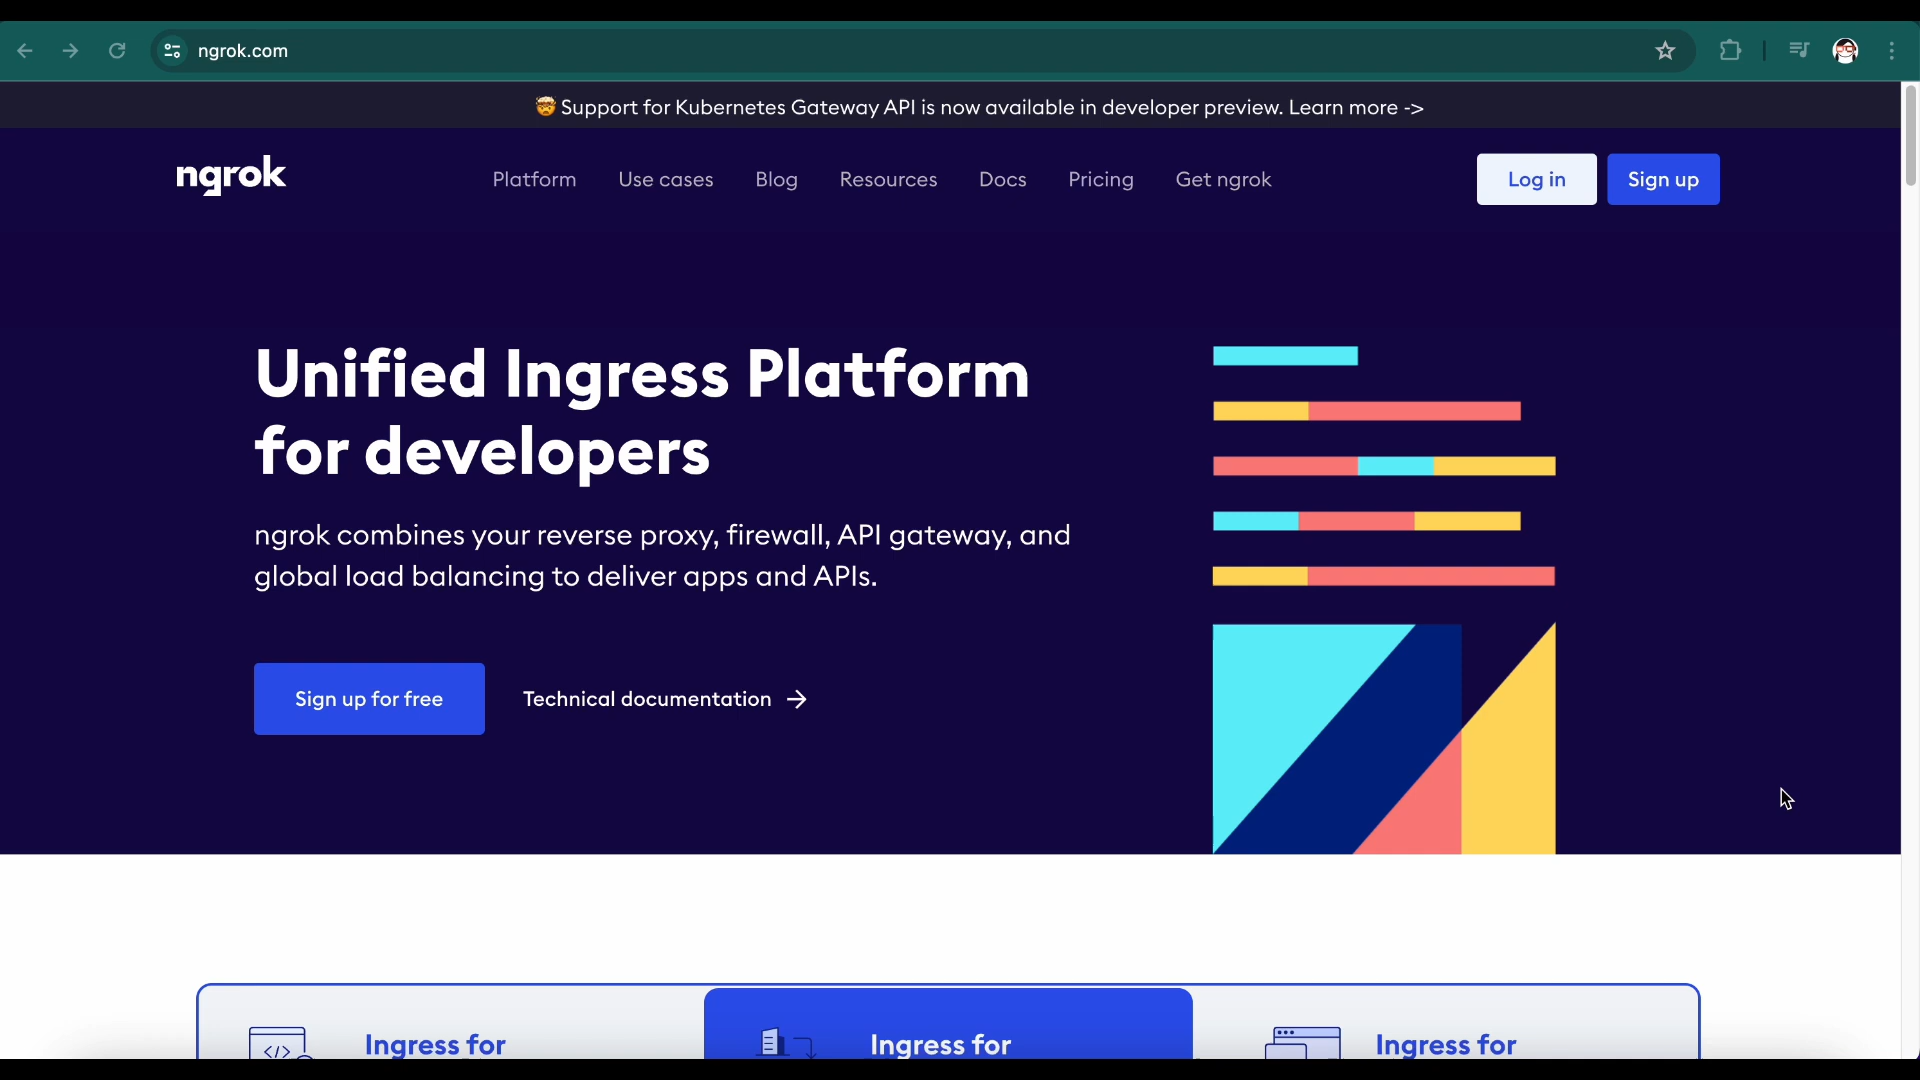 ngrok.com
🤯 Support for Kubernetes Gateway API is now available in developer preview. Learn more ->
ngrok
Platform
Use cases
Blog
Resources
Docs
Pricing
Get ngrok
Log in
Sign up
Unified Ingress Platform
for developers
ngrok combines your reverse proxy, firewall, API gateway, and
global load balancing to deliver apps and APIs.
Sign up for free
Technical documentation →
Ingress for
Ingress for
Ingress for